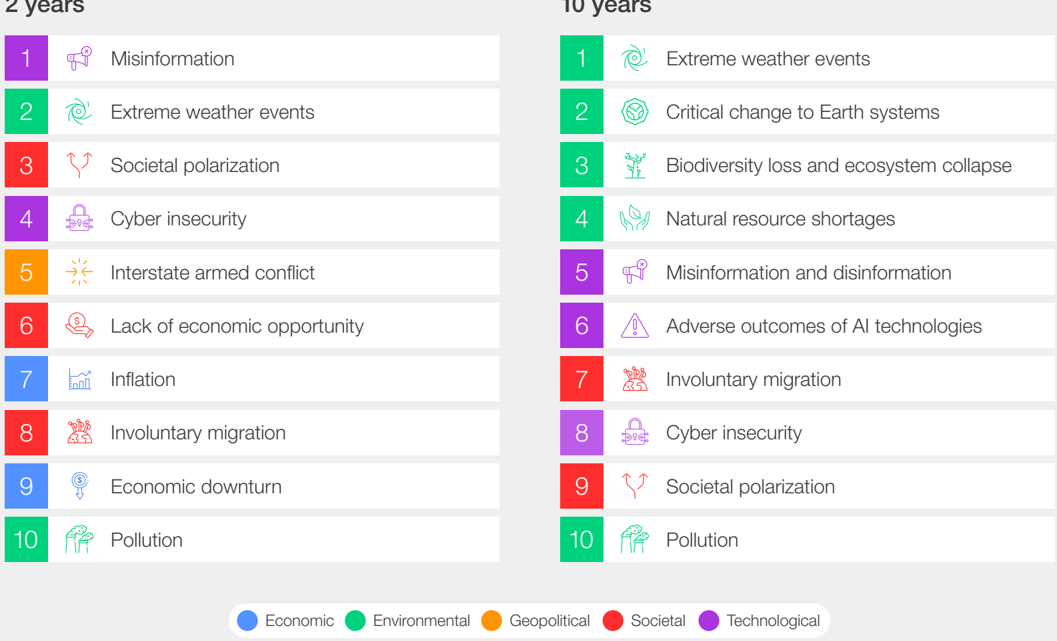 2 years
1 Misinformation
2 Extreme weather events
3 Societal polarization
4 Cyber insecurity
5 Interstate armed conflict
6 Lack of economic opportunity
7 Inflation
8 Involuntary migration
9 Economic downturn
10 Pollution
10 years
1 Extreme weather events
2 Critical change to Earth systems
3 Biodiversity loss and ecosystem collapse
4 Natural resource shortages
5 Misinformation and disinformation
6 Adverse outcomes of AI technologies
7 Involuntary migration
8 Cyber insecurity
9 Societal polarization
10 Pollution
Economic Environmental Geopolitical Societal Technological